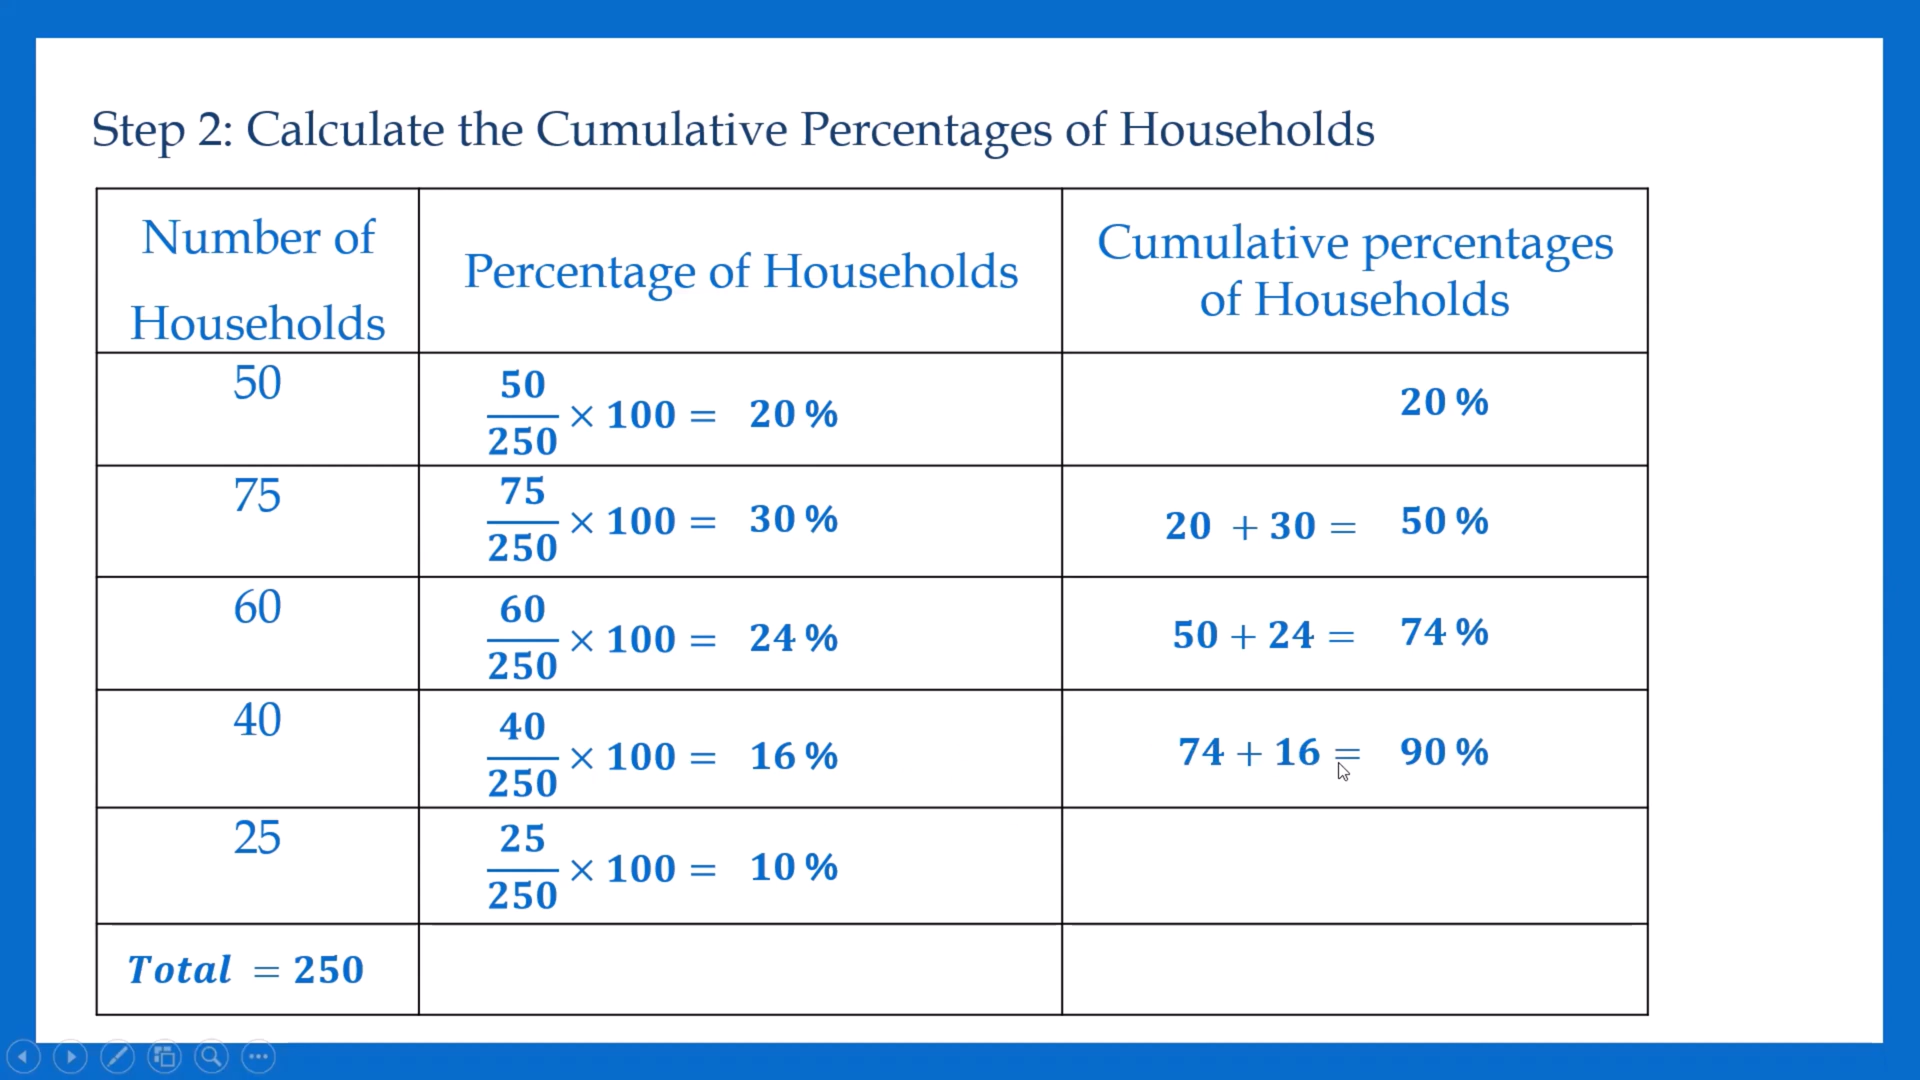 Step 2: Calculate the Cumulative Percentages of Households
Number of
Households
Percentage of Households
Cumulative percentages
of Households
50
50/250 × 100 = 20 %
20 %
75
75/250 × 100 = 30 %
20 + 30 = 50 %
60
60/250 × 100 = 24 %
50 + 24 = 74 %
40
40/250 × 100 = 16 %
74 + 16 = 90 %
25
25/250 × 100 = 10 %
Total = 250